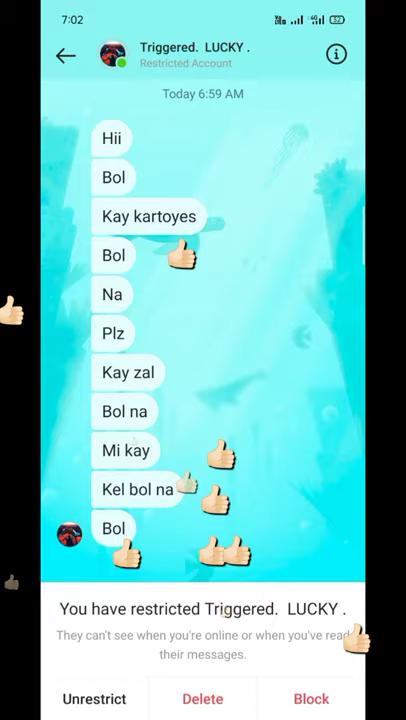 7:02
Triggered. LUCKY .
Restricted Account
Today 6:59 AM
Hii
Bol
Kay kartoyes
Bol
Na
Plz
Kay zal
Bol na
Mi kay
Kel bol na
Bol
You have restricted Triggered. LUCKY .
They can't see when you're online or when you've read
their messages.
Unrestrict Delete Block